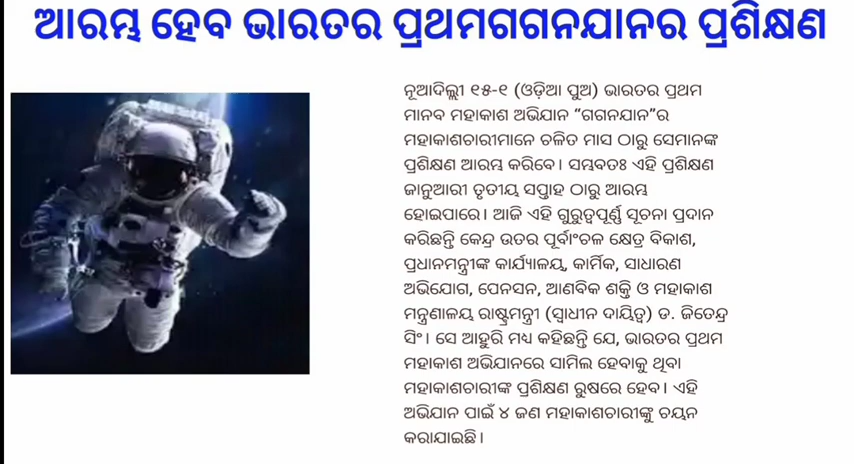 ଆରମ୍ଭ ହେବ ଭାରତର ପ୍ରଥମଗଗନଯାନର ପ୍ରଶିକ୍ଷଣ
ନୂଆଦିଲ୍ଲୀ ୧୫-୧ (ଓଡ଼ିଆ ପୁଅ) ଭାରତର ପ୍ରଥମ
ମାନବ ମହାକାଶ ଅଭିଯାନ “ଗଗନଯାନ”ର
ମହାକାଶଚାରୀମାନେ ଚଳିତ ମାସ ଠାରୁ ସେମାନଙ୍କ
ପ୍ରଶିକ୍ଷଣ ଆରମ୍ଭ କରିବେ। ସମ୍ଭବତଃ ଏହି ପ୍ରଶିକ୍ଷଣ
ଜାନୁଆରୀ ତୃତୀୟ ସପ୍ତାହ ଠାରୁ ଆରମ୍ଭ
ହୋଇପାରେ। ଆଜି ଏହି ଗୁରୁତ୍ୱପୂର୍ଣ୍ଣ ସୂଚନା ପ୍ରଦାନ
କରିଛନ୍ତି କେନ୍ଦ୍ର ଉତର ପୂର୍ବାଂଚଳ କ୍ଷେତ୍ର ବିକାଶ,
ପ୍ରଧାନମନ୍ତ୍ରୀଙ୍କ କାର୍ଯ୍ୟାଳୟ, କାର୍ମିକ, ସାଧାରଣ
ଅଭିଯୋଗ, ପେନସନ, ଆଣବିକ ଶକ୍ତି ଓ ମହାକାଶ
ମନ୍ତ୍ରଣାଳୟ ରାଷ୍ଟ୍ରମନ୍ତ୍ରୀ (ସ୍ୱାଧୀନ ଦାୟିତ୍ୱ) ଡ. ଜିତେନ୍ଦ୍ର
ସିଂ। ସେ ଆହୁରି ମଧ୍ୟ କହିଛନ୍ତି ଯେ, ଭାରତର ପ୍ରଥମ
ମହାକାଶ ଅଭିଯାନରେ ସାମିଲ ହେବାକୁ ଥିବା
ମହାକାଶଚାରୀଙ୍କ ପ୍ରଶିକ୍ଷଣ ରୁଷରେ ହେବ। ଏହି
ଅଭିଯାନ ପାଇଁ ୪ ଜଣ ମହାକାଶଚାରୀଙ୍କୁ ଚୟନ
କରାଯାଇଛି।